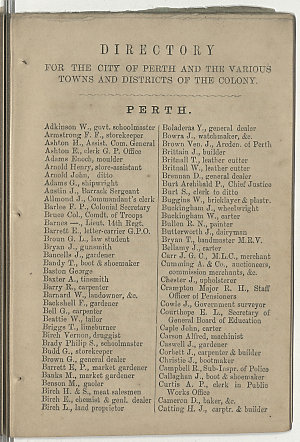 DIRECTORY
FOR THE CITY OF PERTH AND THE VARIOUS
TOWNS AND DISTRICTS OF THE COLONY.
PERTH.
Adkinson W., govt. schoolmaster
Armstrong F. F., storekeeper
Ashton H., Assist. Com. General
Ashton E., clerk G. P. Office
Adams Enoch, moulder
Arnold Henry, store-assistant
Arnold John, ditto
Adams G., shipwright
Austin J., Barrack Sergeant
Allmond J., Commandant's clerk
Barlee F. P., Colonial Secretary
Bruce Col., Comdt. of Troops
Barnes —, Lieut. 14th Regt.
Barrett E., letter-carrier G.P.O.
Broun G. L., law student
Bryan J., gunsmith
Bancells J., gardener
Bandy T., boot & shoemaker
Baston George
Baxter A., tinsmith
Barry R., carpenter
Barnard W., laudowner, &c.
Backshell F., gardener
Bell G., carpenter
Beattie W., tailor
Briggs T., limeburner
Birch Vernon, druggist
Brady Philip S., schoolmaster
Budd G., storekeeper
Brown G., general dealer
Barrett E. P., market gardener
Banks M., market gardener
Benson M., gaoler
Birch H. & S., meat salesmen
Birch E., chemist & genl. dealer
Birch L., land proprietor
Boladeras Y., general dealer
Bowra J., watchmaker, &c.
Brown Ven. J., Archdn. of Perth
Brittain J., builder
Britnall T., leather cutter
Britnall W., leather cutter
Brennan D., general dealer
Burt Archibald P., Chief Justice
Burt S., clerk to ditto
Buggins W., bricklayer & plastr.
Buckingham J., wheelwright
Buckingham W., carter
Bullen R. N., painter
Butterworth J., dairyman
Bryan T., bandmaster M.R.V.
Bellamy J., carter
Carr J. G. C., M.L.C., merchant
Cumming A. & Co., auctioneers,
commission merchants, &c.
Chester J., upholsterer
Crampton Major R. H., Staff
Officer of Pensioners
Cowle J., Government surveyor
Courthope E. L., Secretary of
General Board of Education
Caple John, carter
Carson Alfred, machinist
Caswell J., gardener
Corbett J., carpenter & builder
Christie J., bootmaker
Campbell R., Sub-Inspr. of Police
Callaghan J., boot & shoemaker
Curtis A. P., clerk in Public
Works Office
Cameron D., baker, &c.
Cutting H. J., carptr. & builder